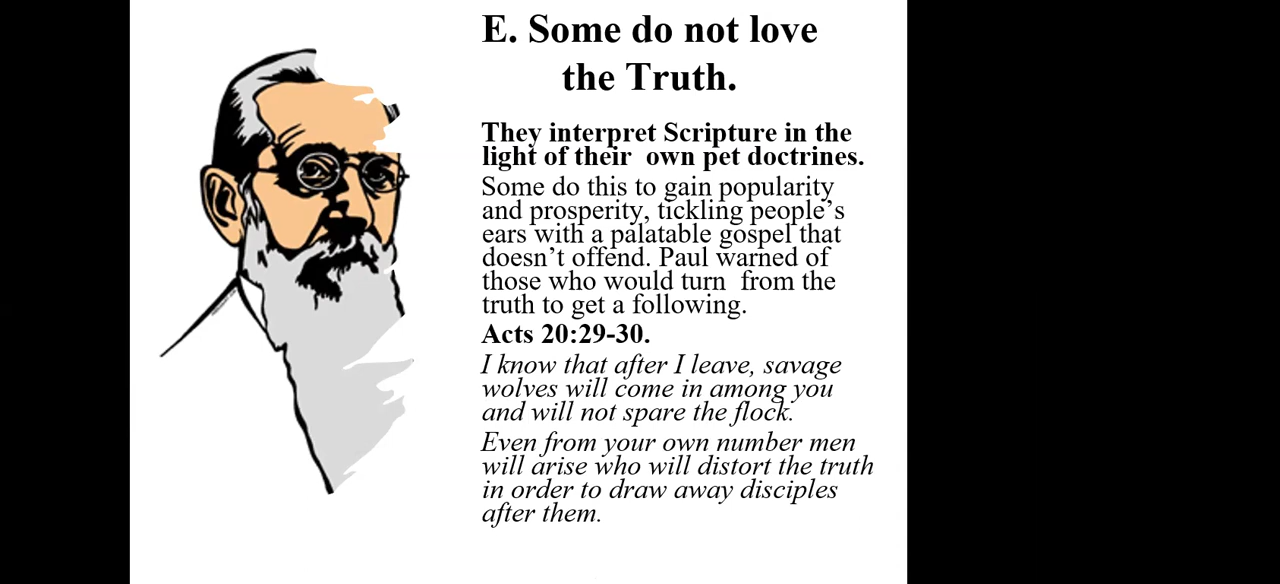 E. Some do not love
the Truth.
They interpret Scripture in the
light of their  own pet doctrines.
Some do this to gain popularity
and prosperity, tickling people’s
ears with a palatable gospel that
doesn’t offend. Paul warned of
those who would turn  from the
truth to get a following.
Acts 20:29-30.
I know that after I leave, savage
wolves will come in among you
and will not spare the flock.
Even from your own number men
will arise who will distort the truth
in order to draw away disciples
after them.